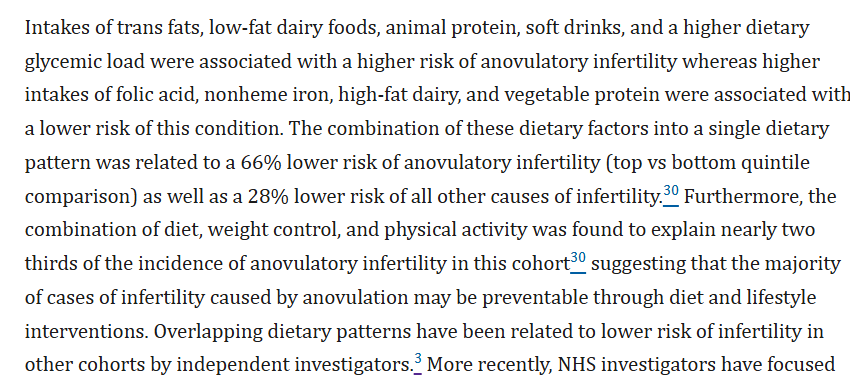 Intakes of trans fats, low-fat dairy foods, animal protein, soft drinks, and a higher dietary
glycemic load were associated with a higher risk of anovulatory infertility whereas higher
intakes of folic acid, nonheme iron, high-fat dairy, and vegetable protein were associated with
a lower risk of this condition. The combination of these dietary factors into a single dietary
pattern was related to a 66% lower risk of anovulatory infertility (top vs bottom quintile
comparison) as well as a 28% lower risk of all other causes of infertility.30 Furthermore, the
combination of diet, weight control, and physical activity was found to explain nearly two
thirds of the incidence of anovulatory infertility in this cohort30 suggesting that the majority
of cases of infertility caused by anovulation may be preventable through diet and lifestyle
interventions. Overlapping dietary patterns have been related to lower risk of infertility in
other cohorts by independent investigators.3 More recently, NHS investigators have focused